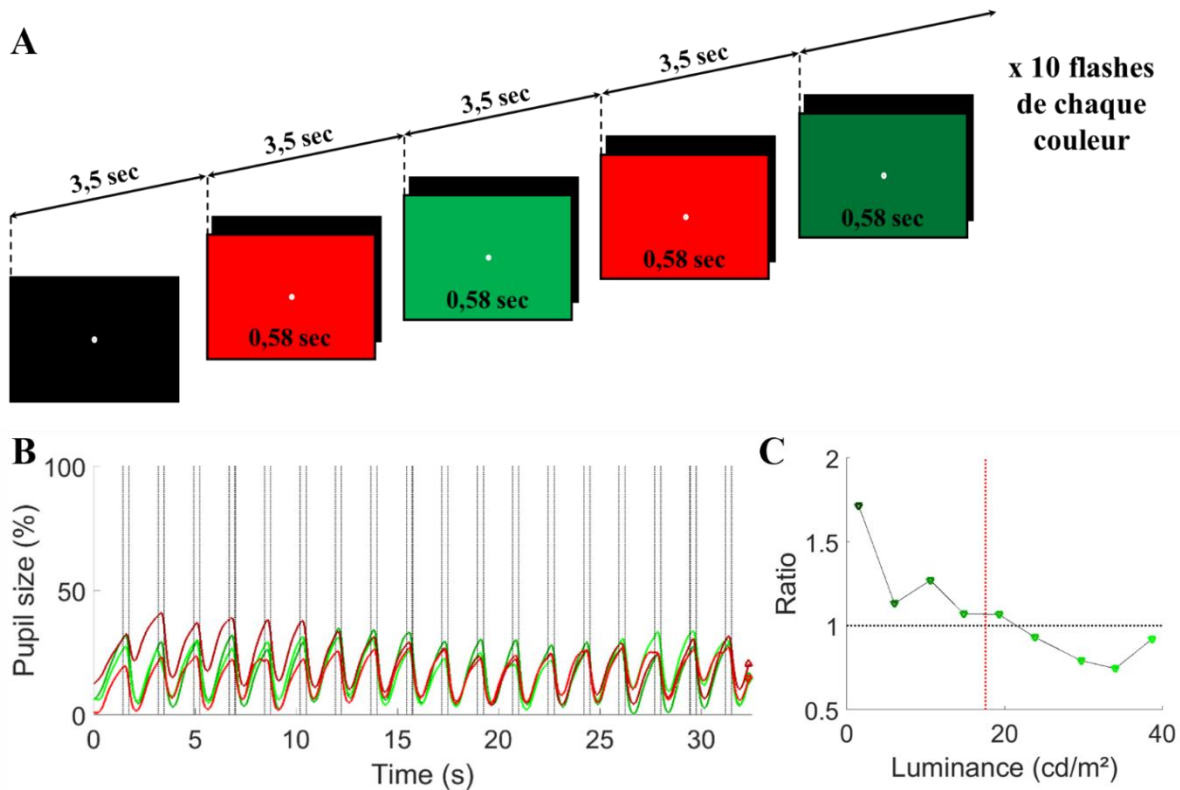 A
3,5 sec
3,5 sec
3,5 sec
3,5 sec
x 10 flashes
de chaque
couleur
0,58 sec
0,58 sec
0,58 sec
0,58 sec
B
100
50
0
Pupil size (%)
0 5 10 15 20 25 30
Time (s)
C
2
1.5
1
0.5
Ratio
0 20 40
Luminance (cd/m²)